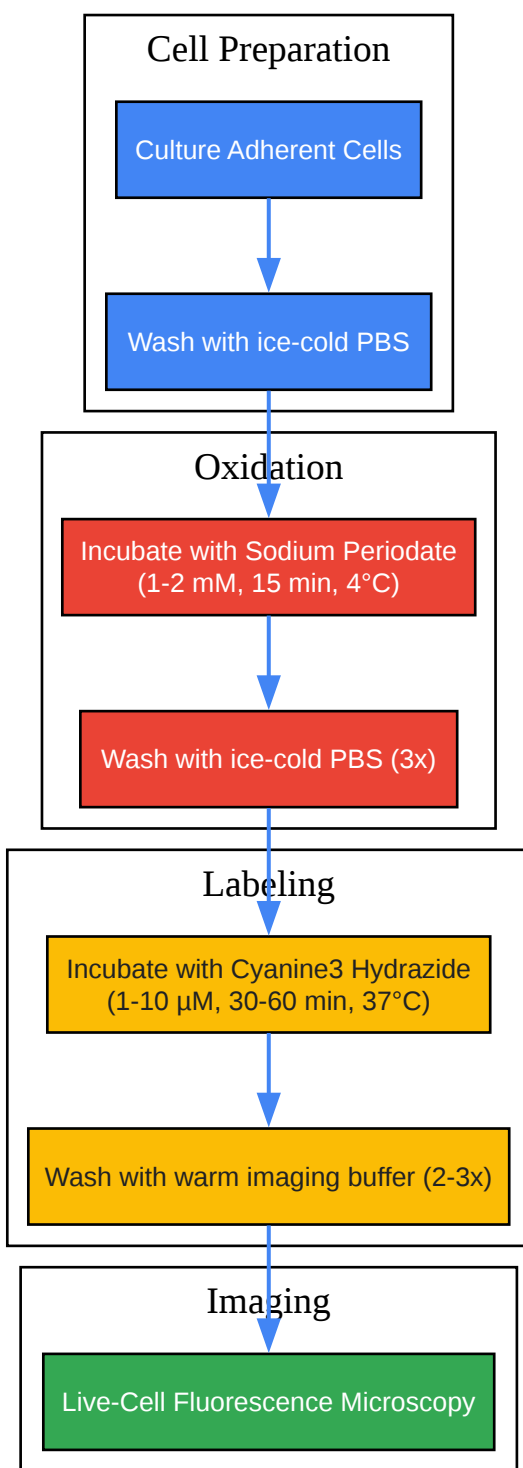 Cell Preparation
Culture Adherent Cells
Wash with ice-cold PBS
Oxidation
Incubate with Sodium Periodate
(1-2 mM, 15 min, 4°C)
Wash with ice-cold PBS (3x)
Labeling
Incubate with Cyanine3 Hydrazide
(1-10 µM, 30-60 min, 37°C)
Wash with warm imaging buffer (2-3x)
Imaging
Live-Cell Fluorescence Microscopy